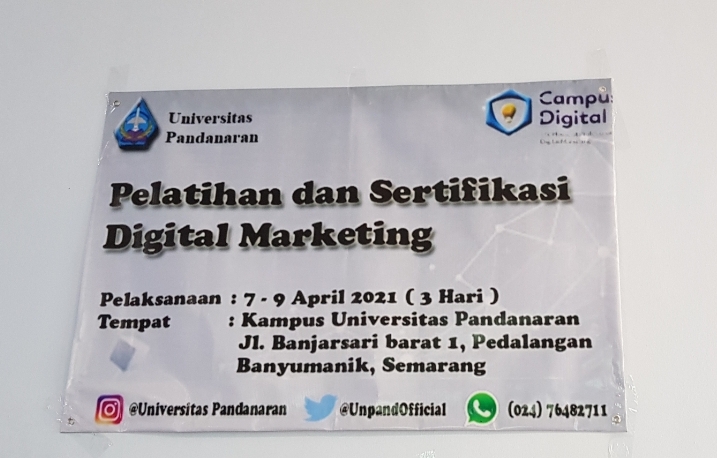 Universitas
Pandanaran
Campus
Digital
Pelatihan dan Sertifikasi
Digital Marketing
Pelaksanaan : 7 - 9 April 2021 ( 3 Hari )
Tempat : Kampus Universitas Pandanaran
Jl. Banjarsari barat 1, Pedalangan
Banyumanik, Semarang
@Universitas Pandanaran @UnpandOfficial (024) 76482711